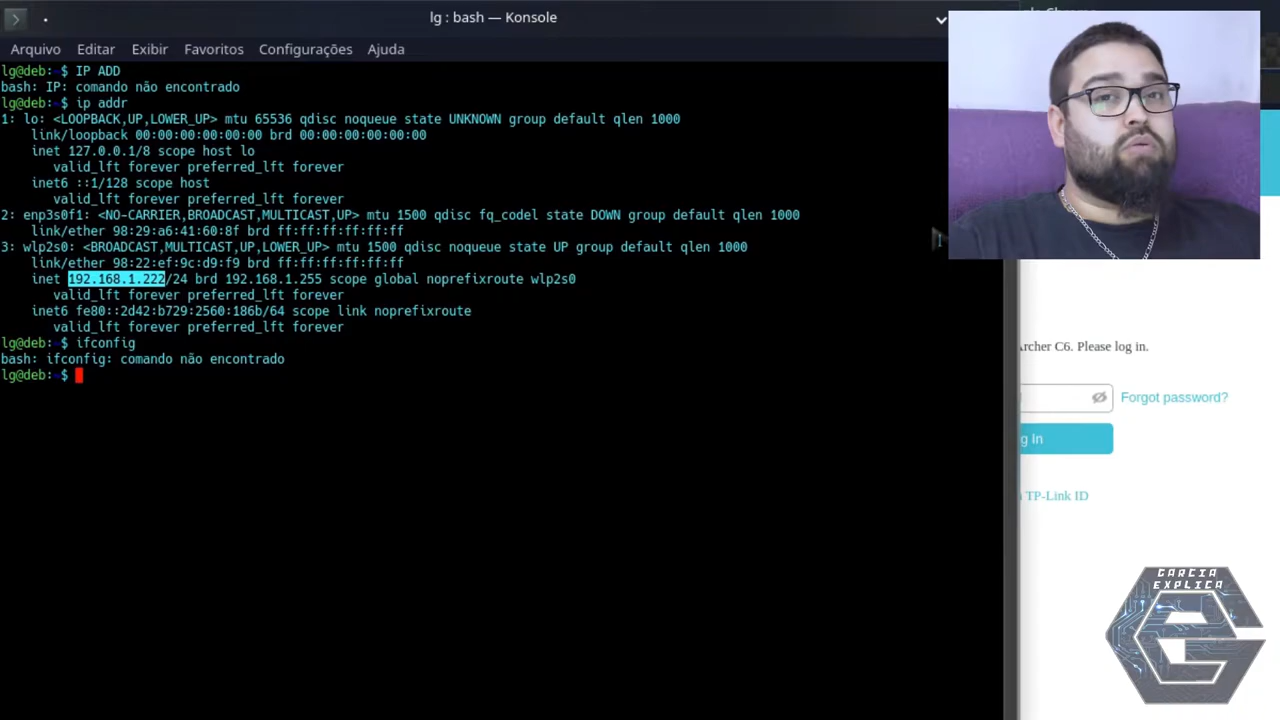 lg : bash — Konsole
Arquivo Editar Exibir Favoritos Configurações Ajuda
lg@deb:~$ IP ADD
bash: IP: comando não encontrado
lg@deb:~$ ip addr
1: lo: <LOOPBACK,UP,LOWER_UP> mtu 65536 qdisc noqueue state UNKNOWN group default qlen 1000
link/loopback 00:00:00:00:00:00 brd 00:00:00:00:00:00
inet 127.0.0.1/8 scope host lo
valid_lft forever preferred_lft forever
inet6 ::1/128 scope host
valid_lft forever preferred_lft forever
2: enp3s0f1: <NO-CARRIER,BROADCAST,MULTICAST,UP> mtu 1500 qdisc fq_codel state DOWN group default qlen 1000
link/ether 98:29:a6:41:60:8f brd ff:ff:ff:ff:ff:ff
3: wlp2s0: <BROADCAST,MULTICAST,UP,LOWER_UP> mtu 1500 qdisc noqueue state UP group default qlen 1000
link/ether 98:22:ef:9c:d9:f9 brd ff:ff:ff:ff:ff:ff
inet 192.168.1.222/24 brd 192.168.1.255 scope global noprefixroute wlp2s0
valid_lft forever preferred_lft forever
inet6 fe80::2d42:b729:2560:186b/64 scope link noprefixroute
valid_lft forever preferred_lft forever
lg@deb:~$ ifconfig
bash: ifconfig: comando não encontrado
lg@deb:~$
Archer C6. Please log in.
Forgot password?
g In
TP-Link ID
GARCIA
EXPLICA